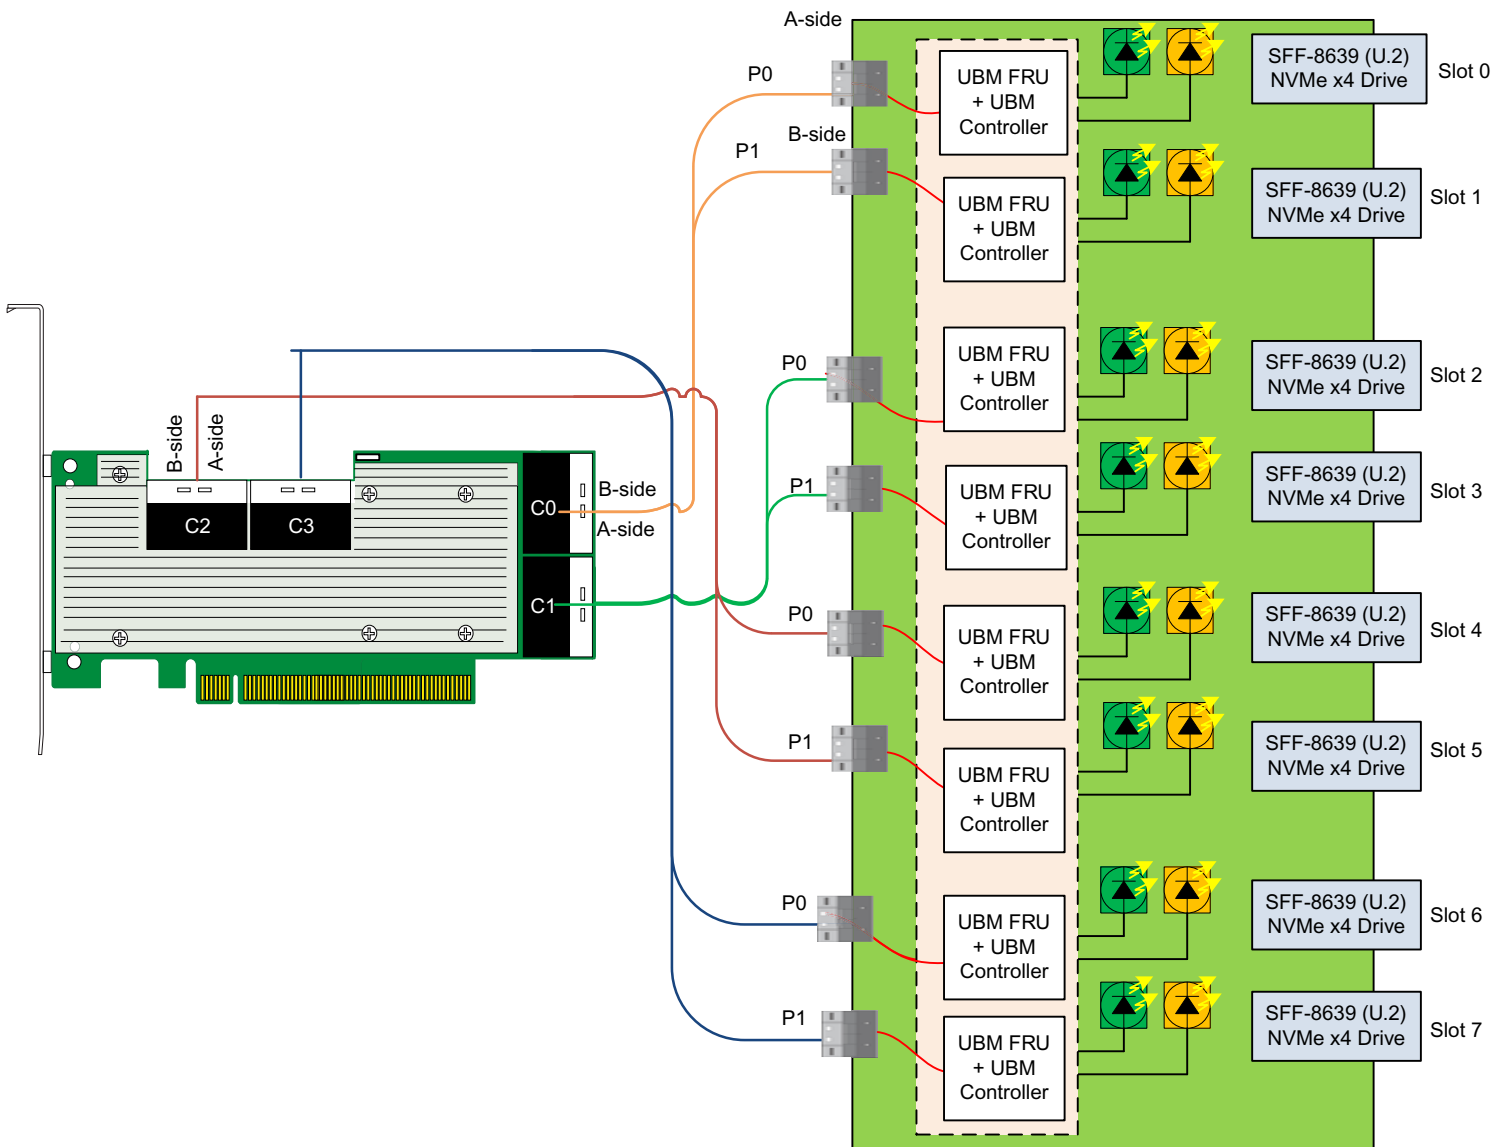 A-side
P0
UBM FRU
+ UBM
Controller
SFF-8639 (U.2)
NVMe x4 Drive
Slot 0
B-side
P1
UBM FRU
+ UBM
Controller
SFF-8639 (U.2)
NVMe x4 Drive
Slot 1
P0
UBM FRU
+ UBM
Controller
SFF-8639 (U.2)
NVMe x4 Drive
Slot 2
P1
UBM FRU
+ UBM
Controller
SFF-8639 (U.2)
NVMe x4 Drive
Slot 3
B-side
A-side
C2
C3
C0
B-side
A-side
C1
P0
UBM FRU
+ UBM
Controller
SFF-8639 (U.2)
NVMe x4 Drive
Slot 4
P1
UBM FRU
+ UBM
Controller
SFF-8639 (U.2)
NVMe x4 Drive
Slot 5
P0
UBM FRU
+ UBM
Controller
SFF-8639 (U.2)
NVMe x4 Drive
Slot 6
P1
UBM FRU
+ UBM
Controller
SFF-8639 (U.2)
NVMe x4 Drive
Slot 7